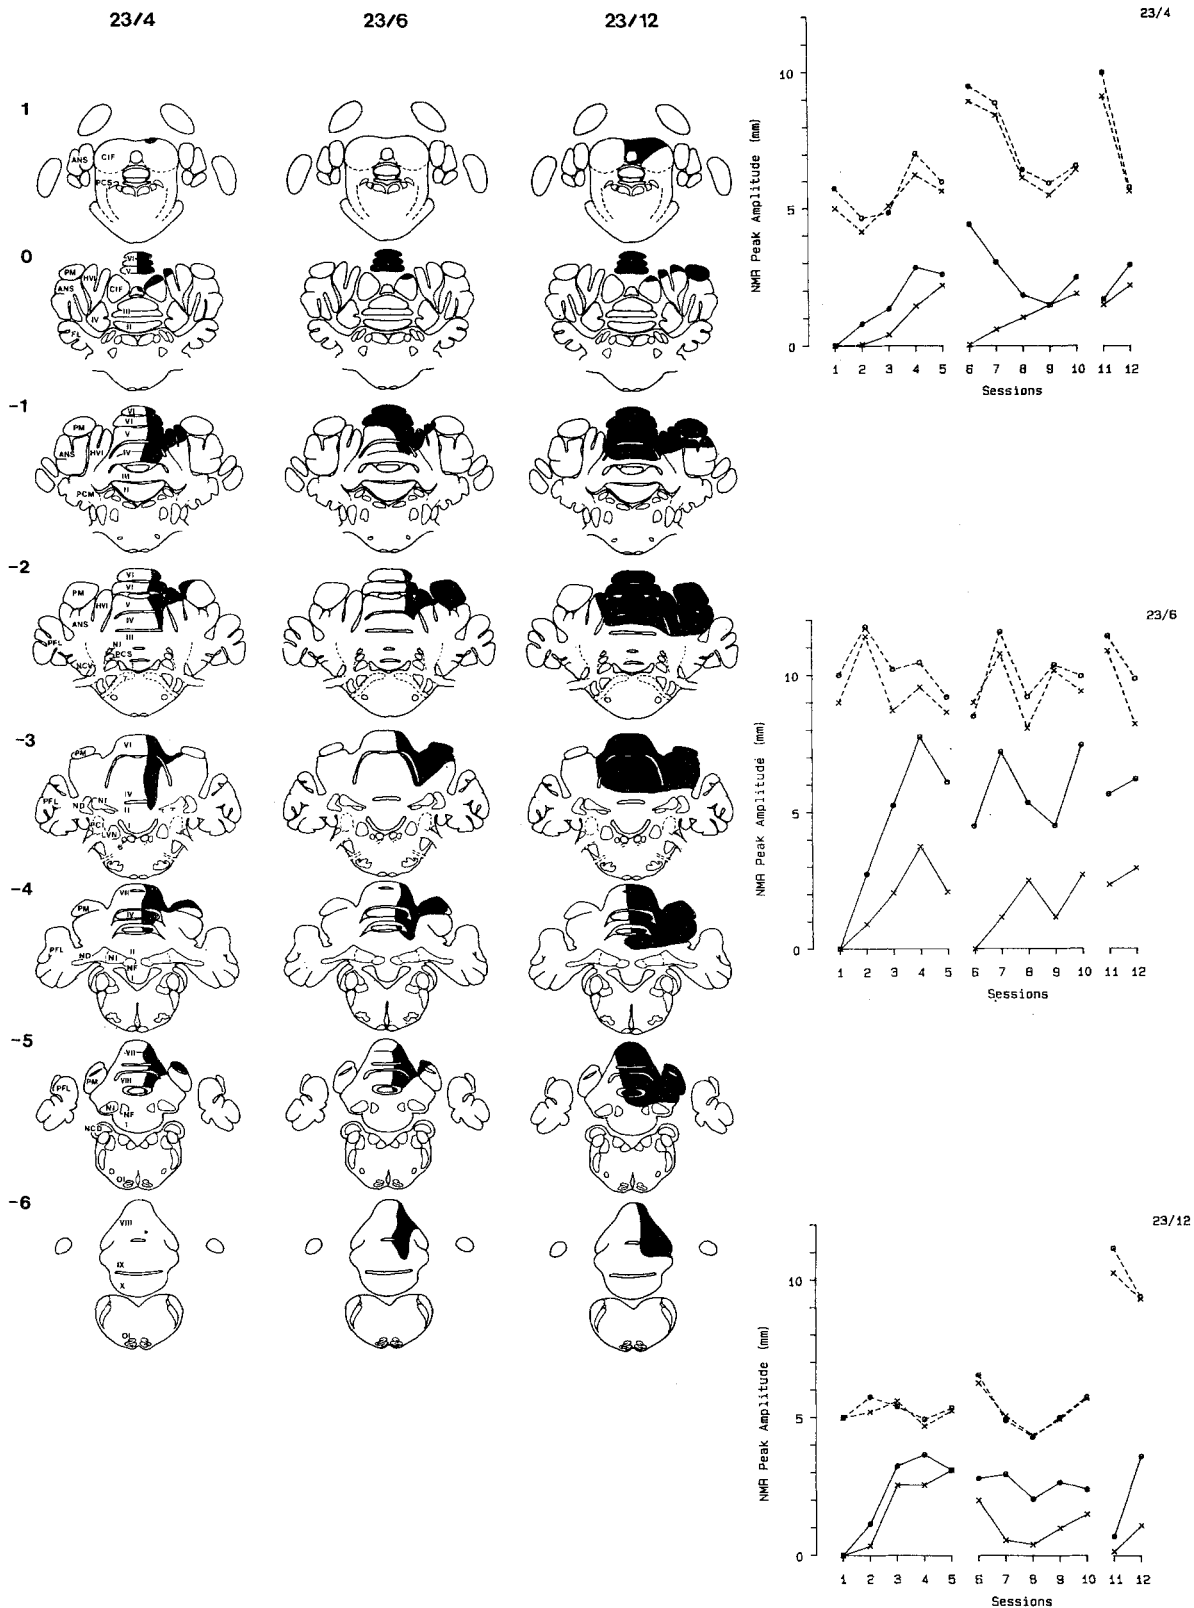 23/4 23/6 23/12
1
ANS CIF
PCS
0
VI
V
PM HVI
ANS CIF
III
IV II
FL
-1
VI
PM VI
V
ANS HVI IV
III
PCM II
-2
VI
PM VI
HVI V
ANS IV
III
PFL NI
PCS
NCV
-3
PM VI
PFL ND NI IV
II
VN
-4
VII
PM IV
PFL ND NI II
NF
-5
VII
PFL PM VIII
NI NF
I
NCD
OI
-6
VIII
IX
X
OI
23/4
NMR Peak Amplitude (mm)
10
5
0
1 2 3 4 5 6 7 8 9 10 11 12
Sessions
23/6
NMR Peak Amplitude (mm)
10
5
0
1 2 3 4 5 6 7 8 9 10 11 12
Sessions
23/12
NMR Peak Amplitude (mm)
10
5
0
1 2 3 4 5 6 7 8 9 10 11 12
Sessions